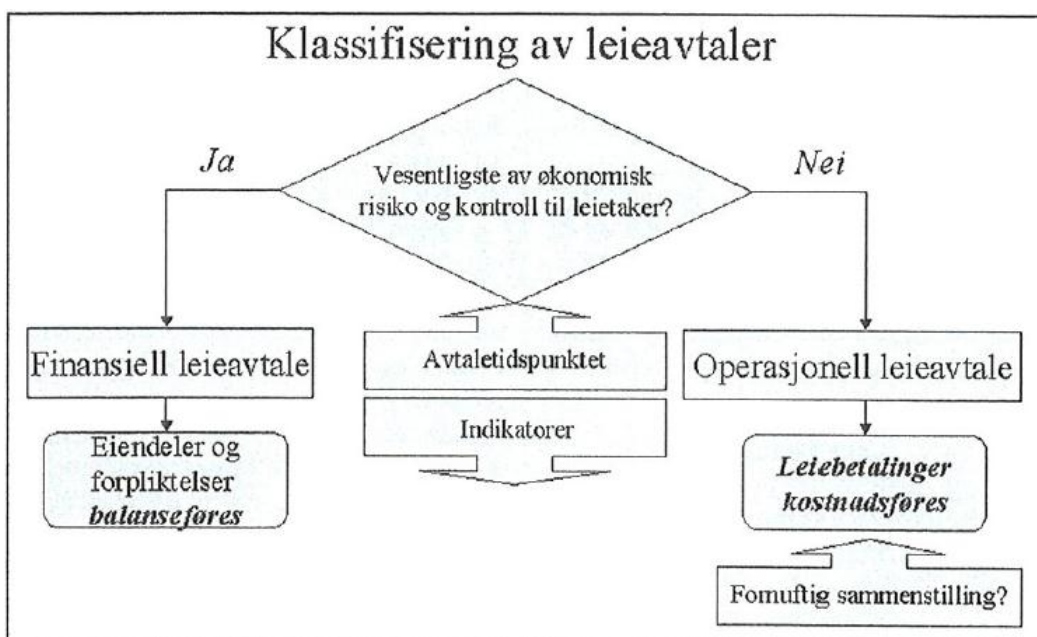 Klassifisering av leieavtaler
Ja
Vesentligste av økonomisk
risiko og kontroll til leietaker?
Nei
Finansiell leieavtale
Avtaletidspunktet
Operasjonell leieavtale
Indikatorer
Eiendeler og
forpliktelser
balanseføres
Leiebetalinger
kostnadsføres
Fornuftig sammenstilling?